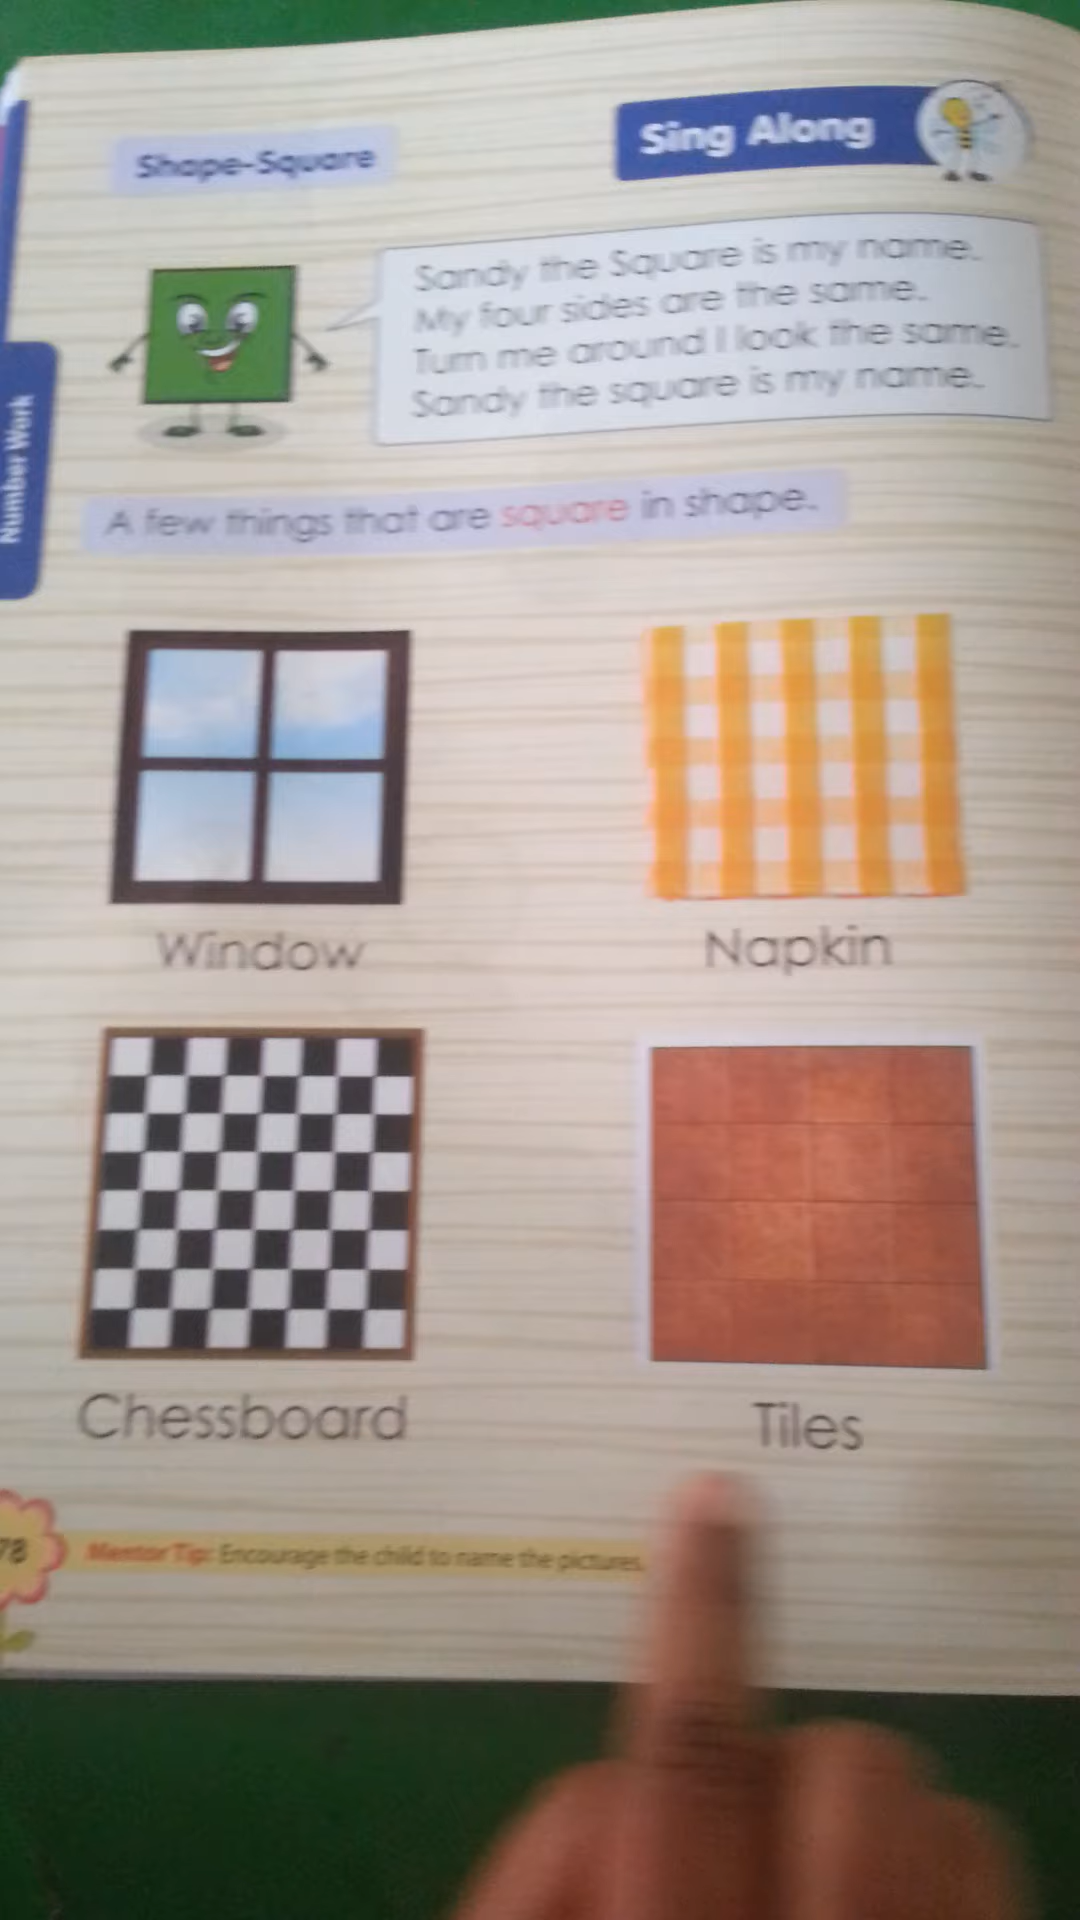 Shape-Square
Sing Along
Sandy the Square is my name.
My four sides are the same.
Turn me around I look the same.
Sandy the square is my name.
Number Work
A few things that are square in shape.
Window
Napkin
Chessboard
Tiles
78
Mentor Tip: Encourage the child to name the pictures.